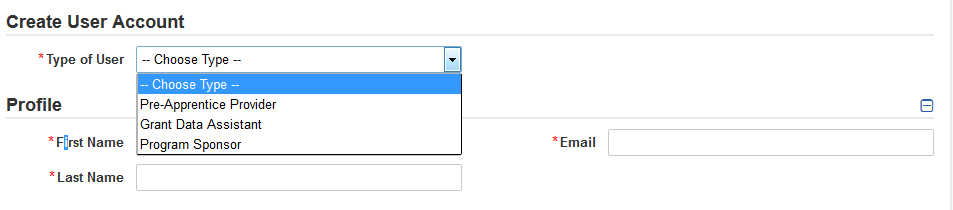 Create User Account
*Type of User
-- Choose Type --
-- Choose Type --
Pre-Apprentice Provider
Grant Data Assistant
Program Sponsor
Profile
*First Name
*Email
*Last Name